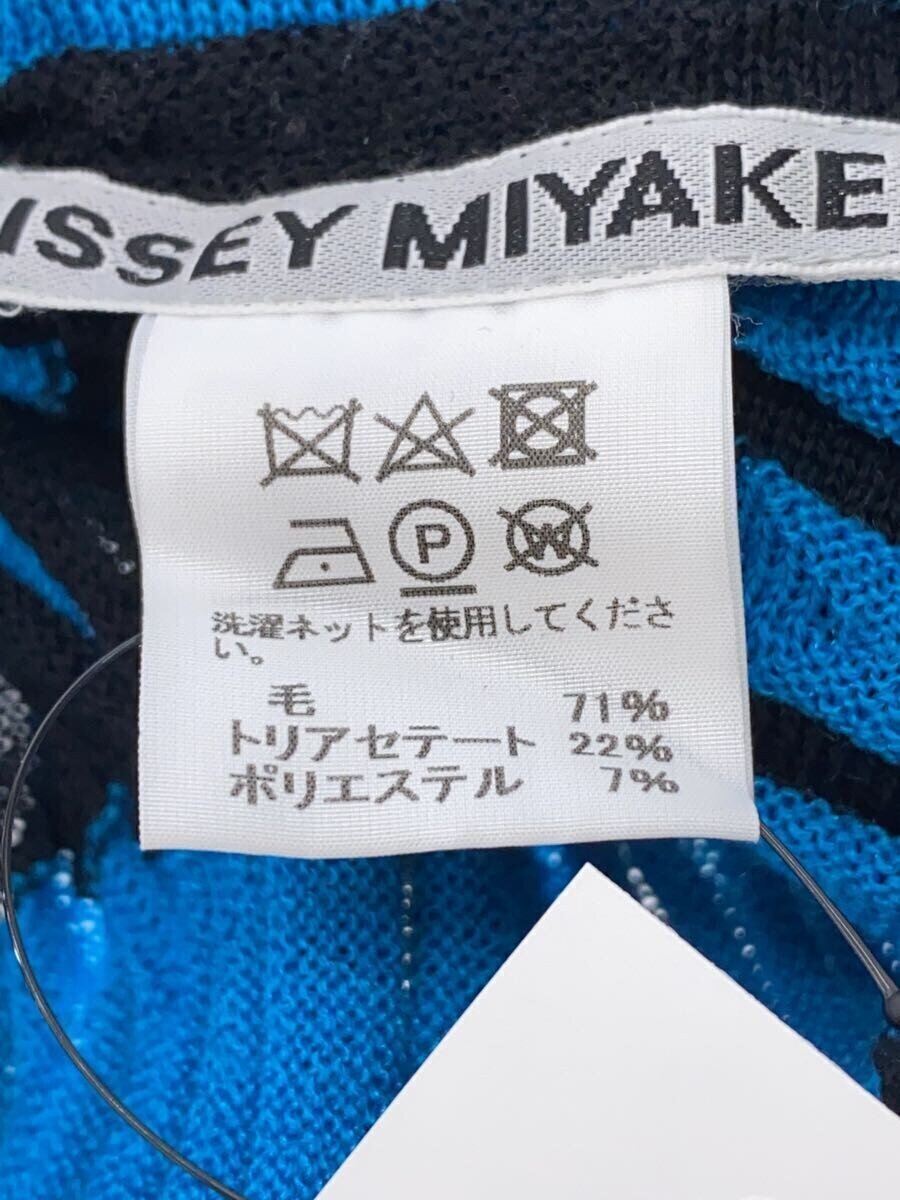 ISSEY MIYAKE
P
W
洗濯ネットを使用してくださ
い。
毛 71%
トリアセテート 22%
ポリエステル 7%